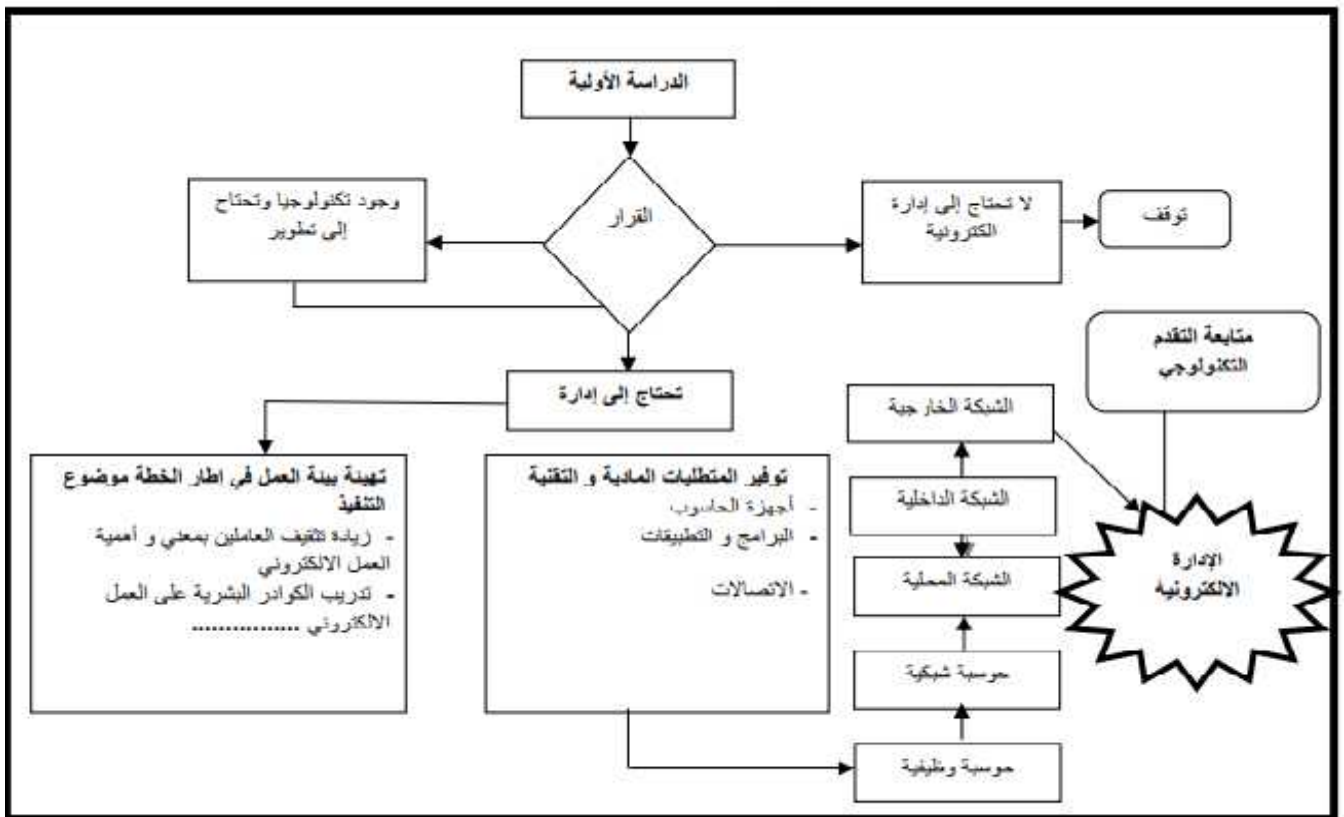 الدراسة الأولية
القرار
وجود تكنولوجيا وتحتاج
إلى تطوير
لا تحتاج إلى إدارة
الكترونية
توقف
متابعة التقدم
التكنولوجي
تحتاج إلى إدارة
تهيئة بيئة العمل في اطار الخطة موضوع
التنفيذ
- زيادة تثقيف العاملين بمعني و أهمية
العمل الالكتروني
- تدريب الكوادر البشرية على العمل
الالكتروني ................
توفير المتطلبات المادية و التقنية
- أجهزة الحاسوب
- البرامج و التطبيقات
- الاتصالات
الشبكة الخارجية
الشبكة الداخلية
الشبكة المحلية
حوسبة شبكية
حوسبة وظيفية
الإدارة
الالكترونية